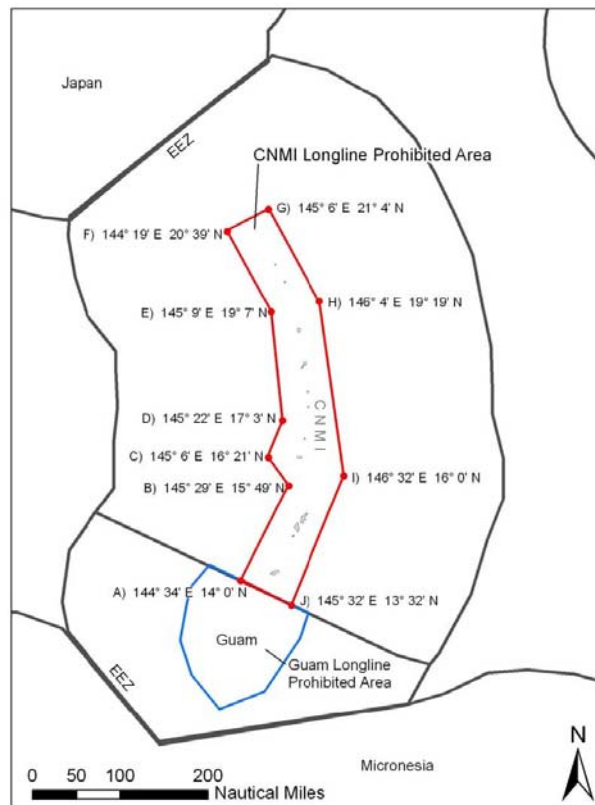 Japan
EEZ
CNMI Longline Prohibited Area
G) 145° 6' E 21° 4' N
F) 144° 19' E 20° 39' N
H) 146° 4' E 19° 19' N
E) 145° 9' E 19° 7' N
CNMI
D) 145° 22' E 17° 3' N
C) 145° 6' E 16° 21' N
I) 146° 32' E 16° 0' N
B) 145° 29' E 15° 49' N
A) 144° 34' E 14° 0' N
J) 145° 32' E 13° 32' N
Guam
Guam Longline
Prohibited Area
EEZ
N
0 45 100 200
Nautical Miles
Micronesia